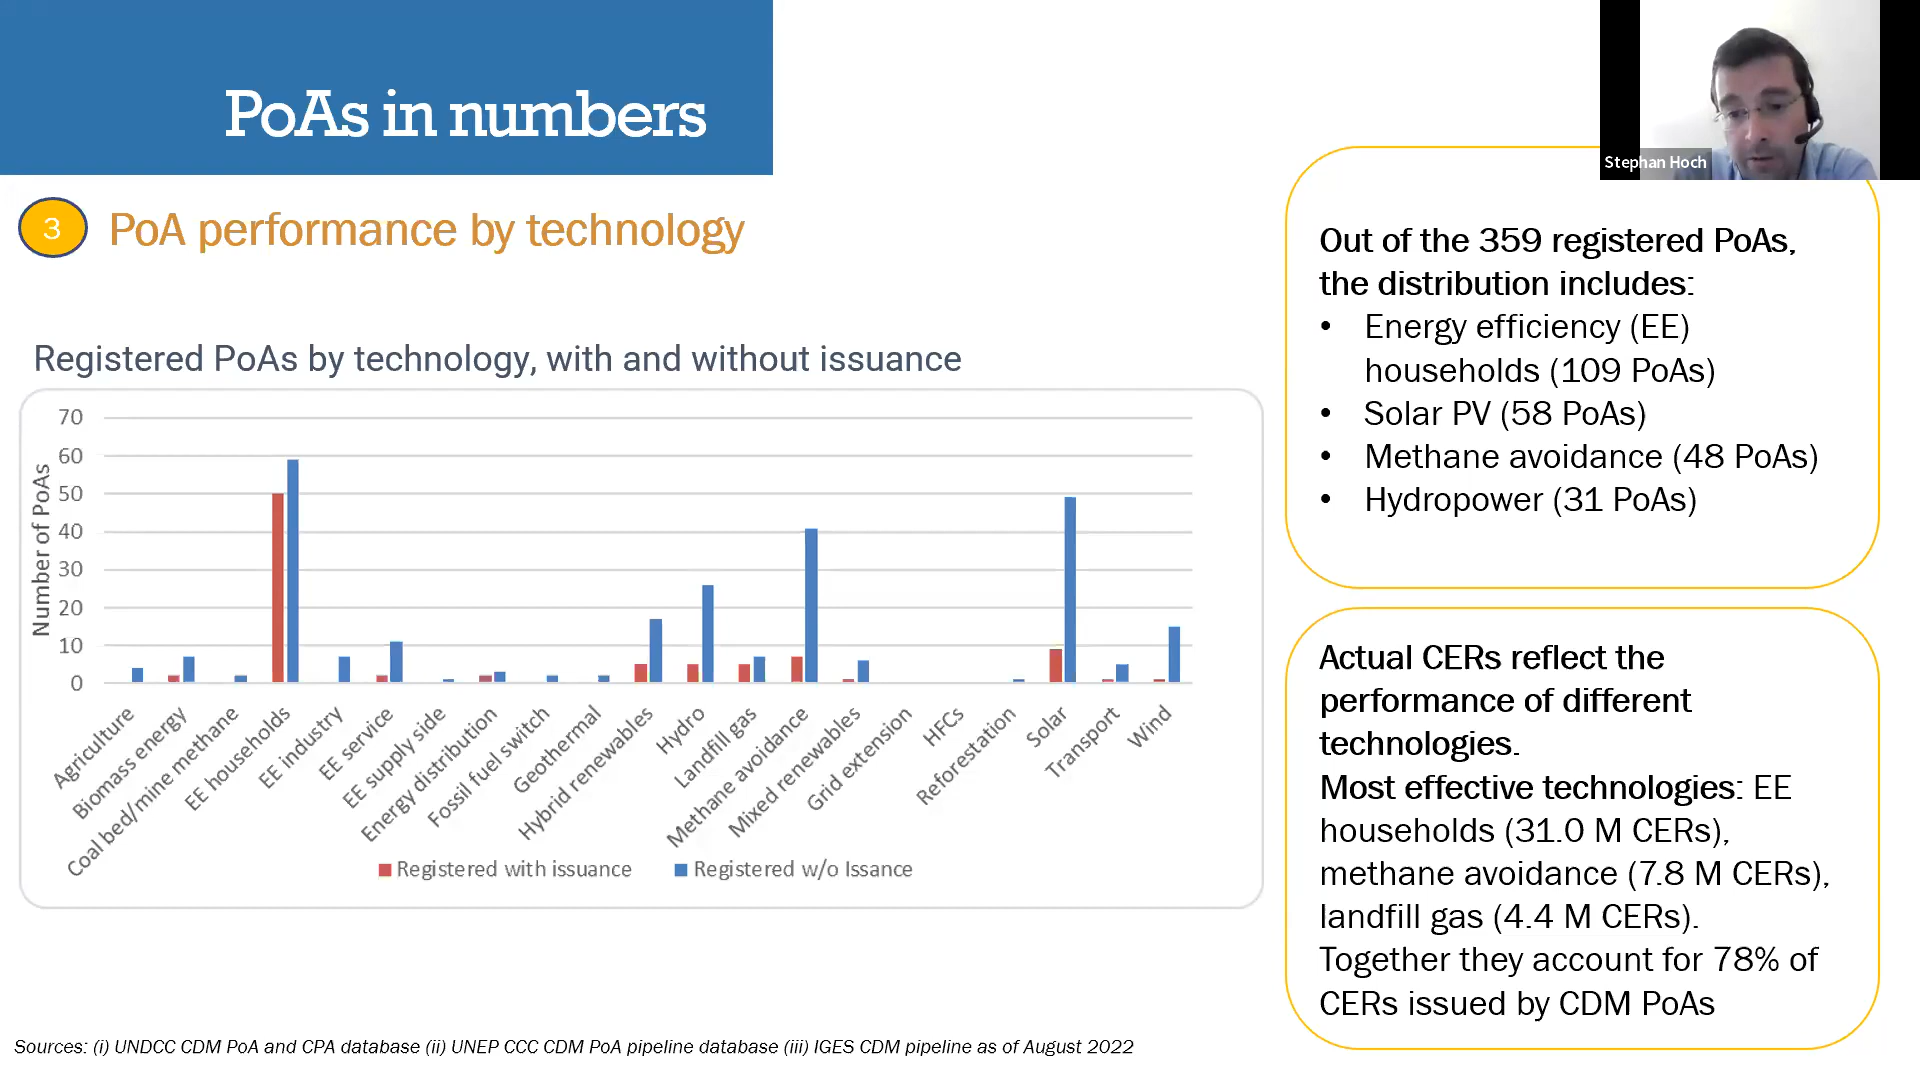 PoAs in numbers
Stephan Hoch
3
PoA performance by technology
Registered PoAs by technology, with and without issuance
Number of PoAs
70
60
50
40
30
20
10
0
Agriculture
Biomass energy
Coal bed/mine methane
EE households
EE industry
EE service
EE supply side
Energy distribution
Fossil fuel switch
Geothermal
Hybrid renewables
Hydro
Landfill gas
Methane avoidance
Mixed renewables
Grid extension
HFCs
Reforestation
Solar
Transport
Wind
Registered with issuance
Registered w/o Issance
Out of the 359 registered PoAs,
the distribution includes:
• Energy efficiency (EE)
households (109 PoAs)
• Solar PV (58 PoAs)
• Methane avoidance (48 PoAs)
• Hydropower (31 PoAs)
Actual CERs reflect the
performance of different
technologies.
Most effective technologies: EE
households (31.0 M CERs),
methane avoidance (7.8 M CERs),
landfill gas (4.4 M CERs).
Together they account for 78% of
CERs issued by CDM PoAs
Sources: (i) UNDCC CDM PoA and CPA database (ii) UNEP CCC CDM PoA pipeline database (iii) IGES CDM pipeline as of August 2022